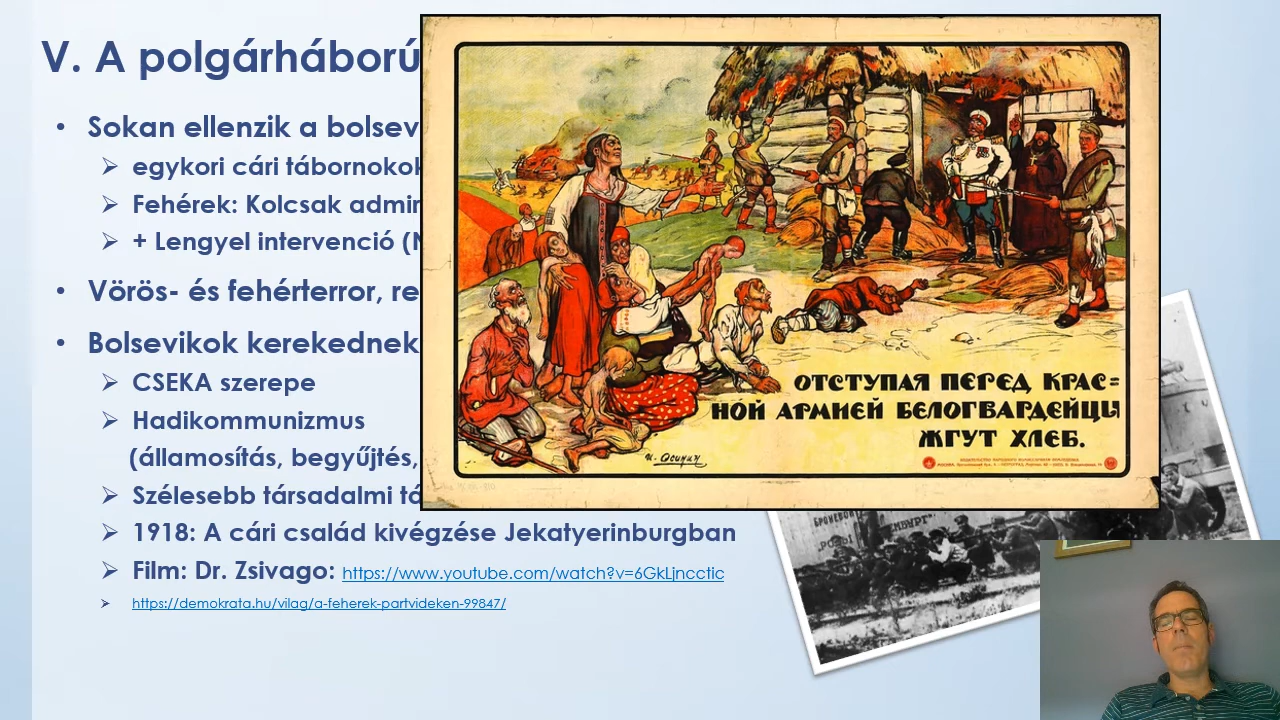 V. A polgárháború
• Sokan ellenzik a bolsev
➢ egykori cári tábornokok
➢ Fehérek: Kolcsak admir
➢ + Lengyel intervenció (
• Vörös- és fehérterror, re
• Bolsevikok kerekednek
➢ CSEKA szerepe
➢ Hadikommunizmus
(államosítás, begyűjtés,
➢ Szélesebb társadalmi tá
➢ 1918: A cári család kivégzése Jekatyerinburgban
➢ Film: Dr. Zsivago: https://www.youtube.com/watch?v=6GkLjncctic
➢ https://demokrata.hu/vilag/a-feherek-partvideken-99847/
ОТСТУПАЯ ПЕРЕД КРАС=
НОЙ АРМИЕЙ БЕЛОГВАРДЕЙЦЫ
ЖГУТ ХЛЕБ.